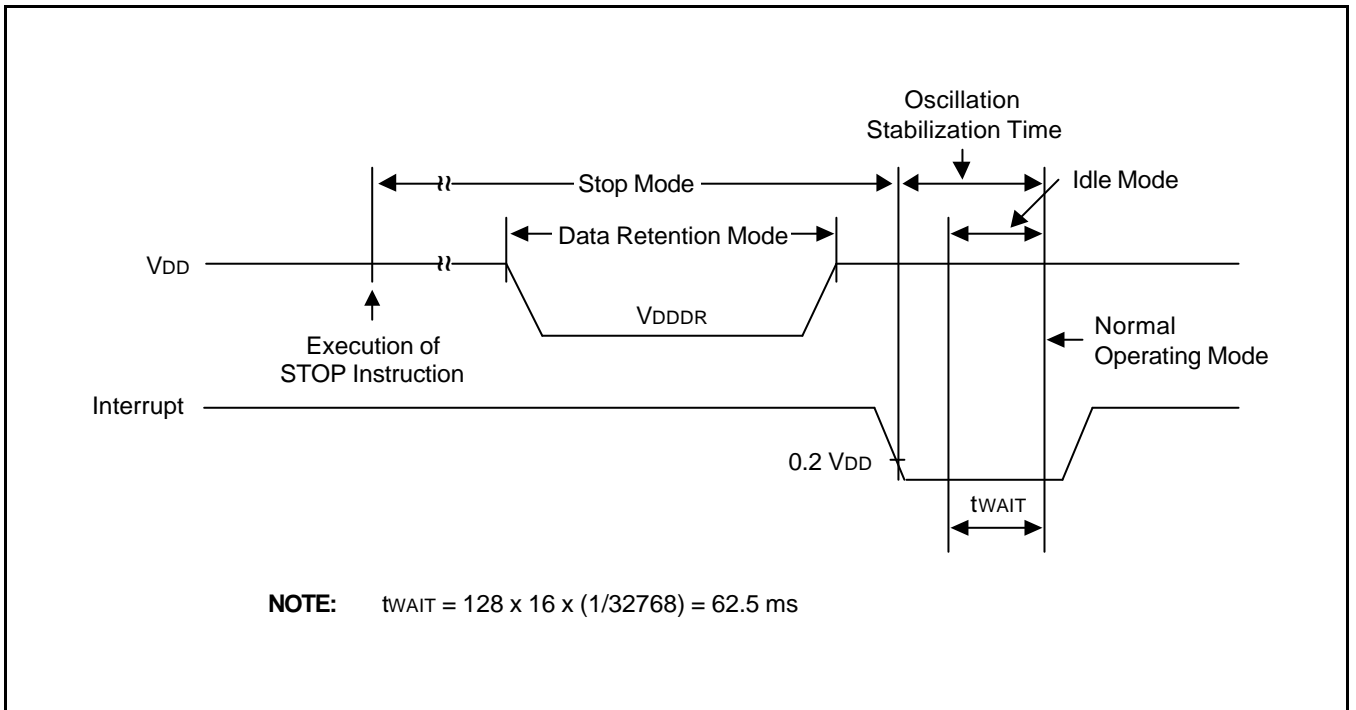 Oscillation
Stabilization Time
Stop Mode
Idle Mode
Data Retention Mode
VDD
VDDDR
Execution of
STOP Instruction
Normal
Operating Mode
Interrupt
0.2 VDD
tWAIT
NOTE: tWAIT = 128 x 16 x (1/32768) = 62.5 ms